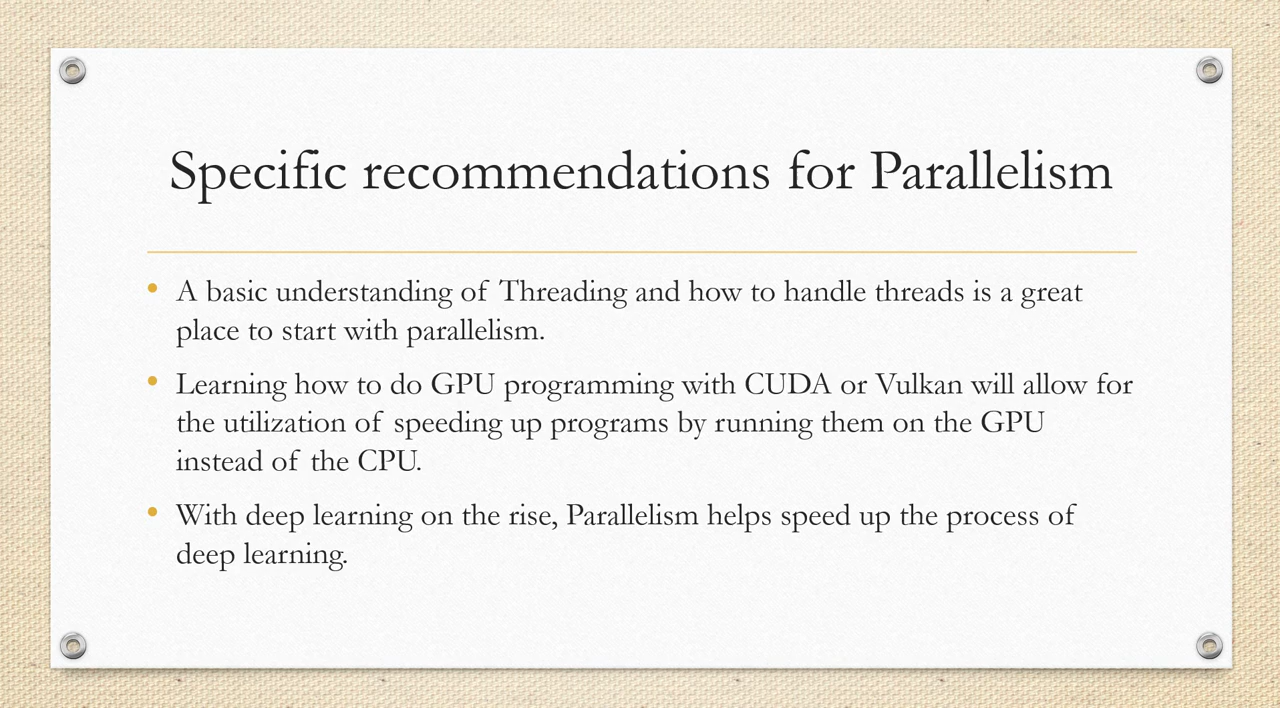 Specific recommendations for Parallelism
• A basic understanding of Threading and how to handle threads is a great
place to start with parallelism.
• Learning how to do GPU programming with CUDA or Vulkan will allow for
the utilization of speeding up programs by running them on the GPU
instead of the CPU.
• With deep learning on the rise, Parallelism helps speed up the process of
deep learning.